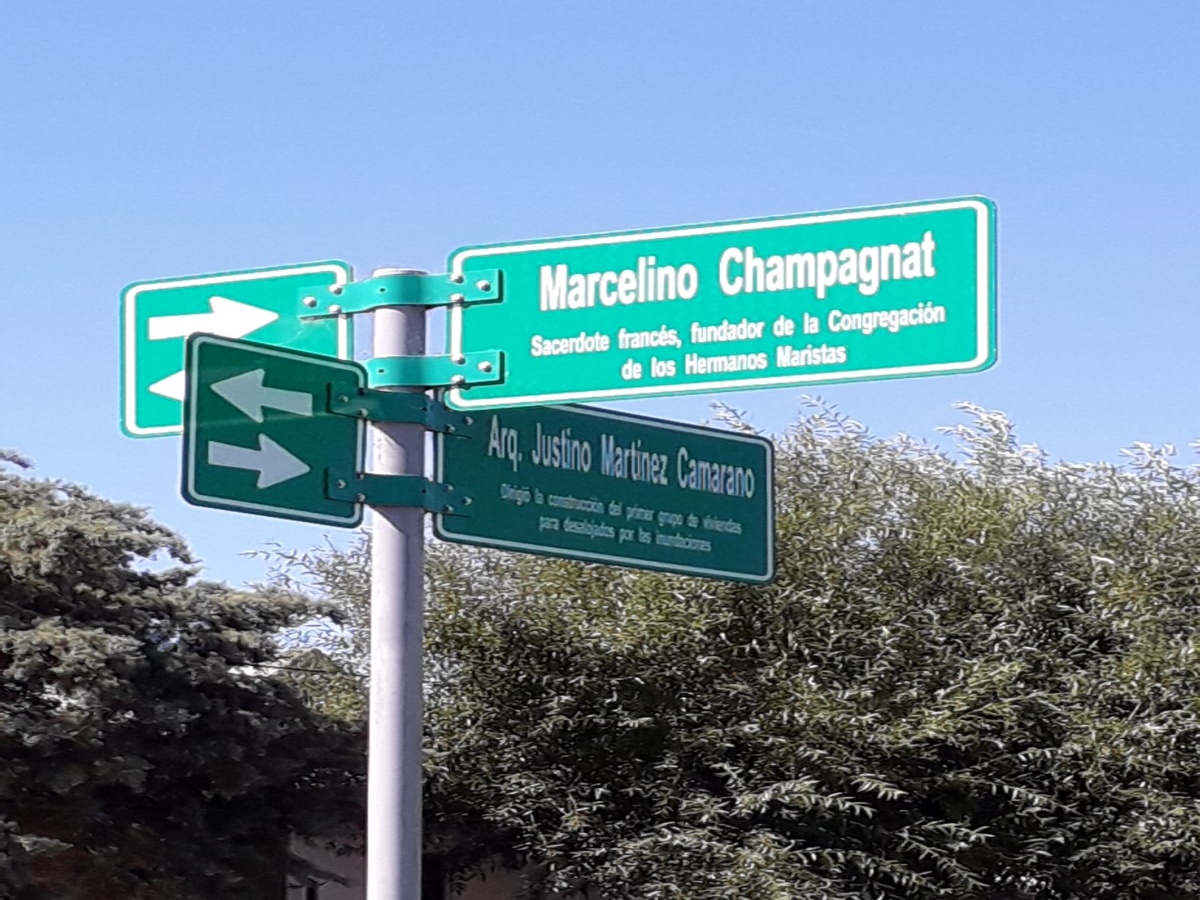 Marcelino Champagnat
Sacerdote francés, fundador de la Congregación
de los Hermanos Maristas
Arq. Justino Martínez Camarano
Dirigió la construcción del primer grupo de viviendas
para desalojados por las inundaciones